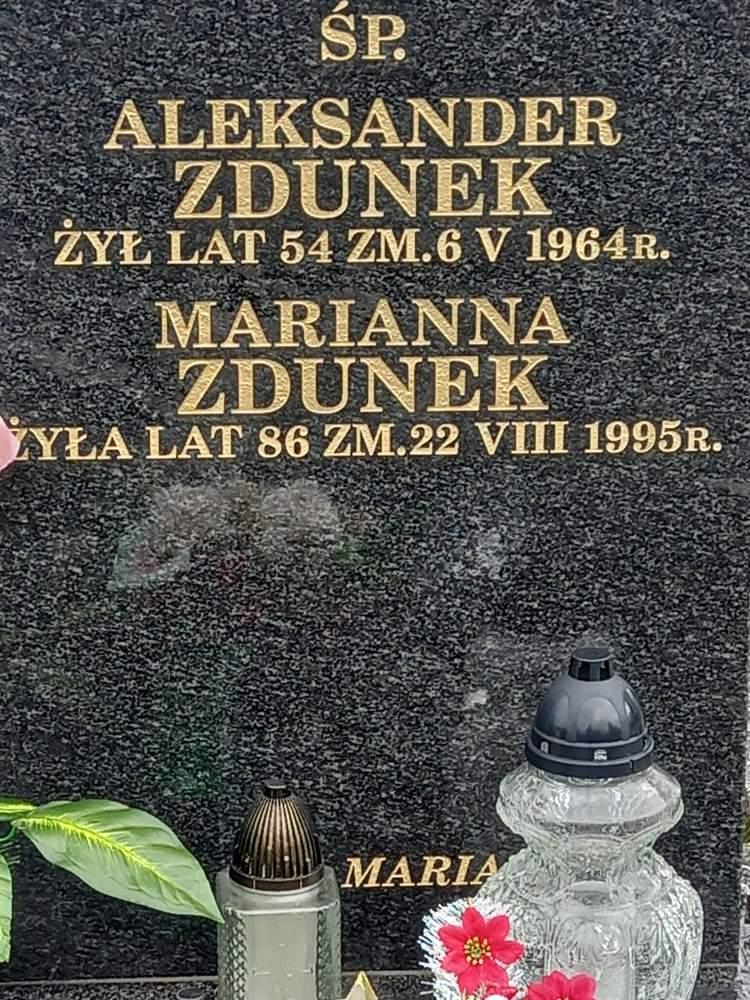 ŚP.
ALEKSANDER
ZDUNEK
ŻYŁ LAT 54 ZM.6 V 1964R.
MARIANNA
ZDUNEK
ŻYŁA LAT 86 ZM.22 VIII 1995R.